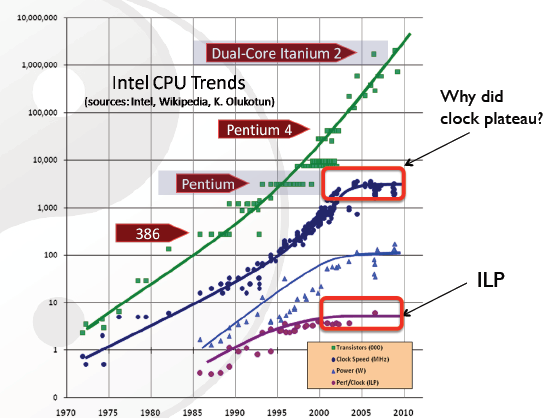 10,000,000
1,000,000
100,000
10,000
1,000
100
10
1
0
Dual-Core Itanium 2
Intel CPU Trends
(sources: Intel, Wikipedia, K. Olukotun)
Pentium 4
Pentium
386
Why did
clock plateau?
ILP
Transistors (000)
Clock Speed (MHz)
Power (W)
Perf/Clock (ILP)
1970
1975
1980
1985
1990
1995
2000
2005
2010